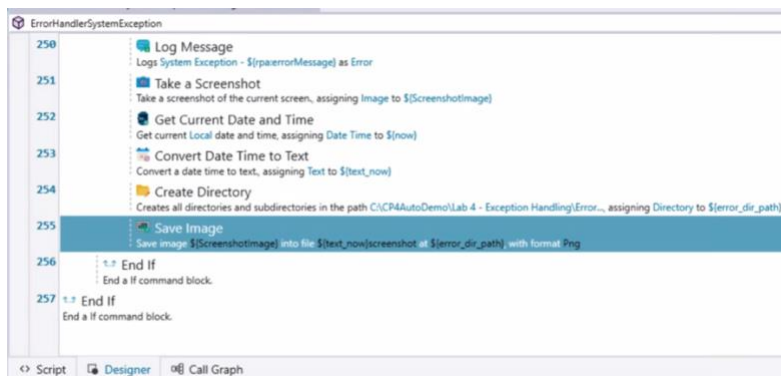 ErrorHandlerSystemException
250 Log Message
Logs System Exception - ${rpa:errorMessage} as Error
251 Take a Screenshot
Take a screenshot of the current screen,, assigning Image to ${ScreenshotImage}
252 Get Current Date and Time
Get current Local date and time, assigning Date Time to ${now}
253 Convert Date Time to Text
Convert a date time to text,, assigning Text to ${text_now}
254 Create Directory
Creates all directories and subdirectories in the path C:\CP4AutoDemo\Lab 4 - Exception Handling\Error..., assigning Directory to ${error_dir_path}
255 Save Image
Save image ${ScreenshotImage} into file ${text_now}screenshot at ${error_dir_path}, with format Png
256 End If
End a If command block.
257 End If
End a If command block.
Script Designer Call Graph